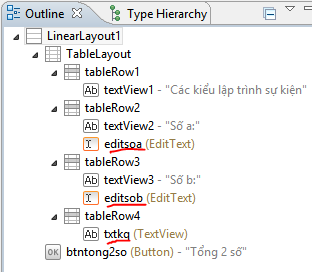 Outline Type Hierarchy
LinearLayout1
TableLayout
tableRow1
textView1 - "Các kiểu lập trình sự kiện"
tableRow2
textView2 - "Số a:"
editsoa (EditText)
tableRow3
textView3 - "Số b:"
editsob (EditText)
tableRow4
txtkq (TextView)
btntong2so (Button) - "Tổng 2 số"